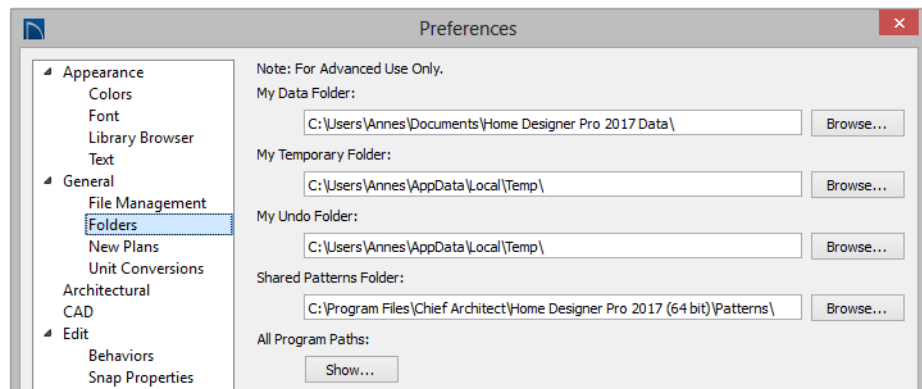 Preferences
Appearance
Colors
Font
Library Browser
Text
General
File Management
Folders
New Plans
Unit Conversions
Architectural
CAD
Edit
Behaviors
Snap Properties
Note: For Advanced Use Only.
My Data Folder:
C:\Users\Annes\Documents\Home Designer Pro 2017 Data\ Browse...
My Temporary Folder:
C:\Users\Annes\AppData\Local\Temp\ Browse...
My Undo Folder:
C:\Users\Annes\AppData\Local\Temp\ Browse...
Shared Patterns Folder:
C:\Program Files\Chief Architect\Home Designer Pro 2017 (64 bit)\Patterns\ Browse...
All Program Paths:
Show...